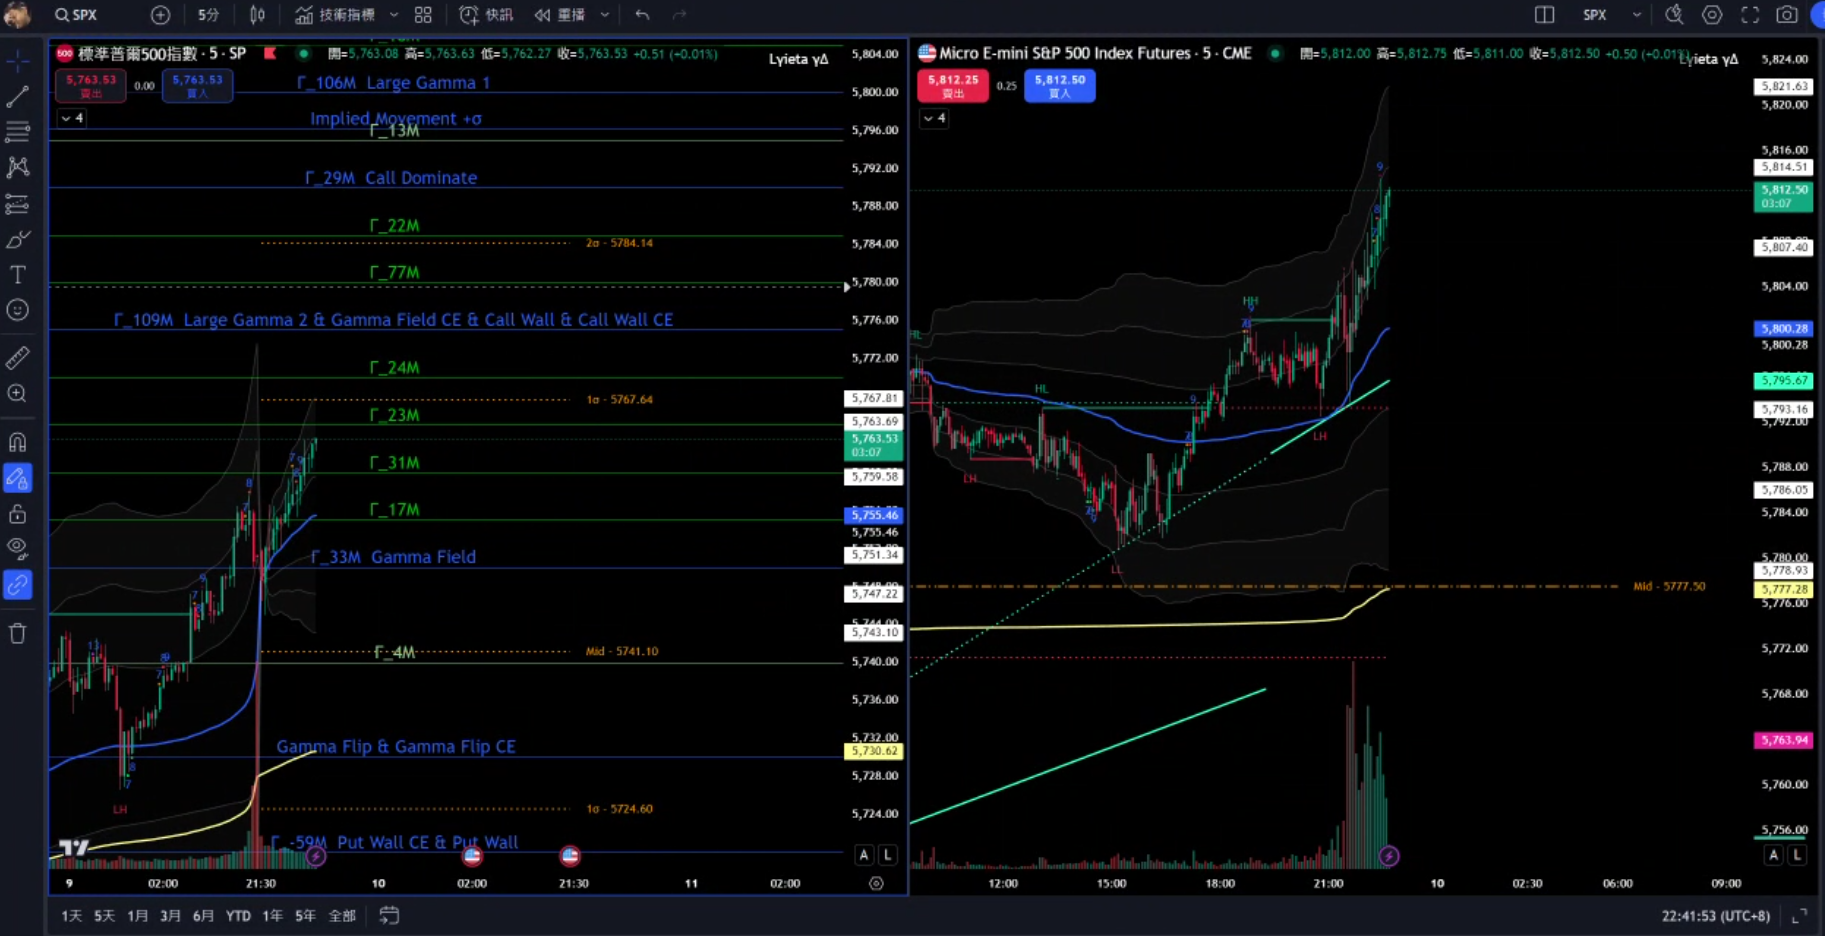 SPX
5分
技術指標
快訊
重播
SPX
標準普爾500指數 · 5 · SP
開=5,763.08 高=5,763.63 低=5,762.27 收=5,763.53 +0.51 (+0.01%)
Lyieta γΔ
5,763.53 賣出
0.00
5,763.53 買入
4
Γ_106M Large Gamma 1
Implied Movement +σ
Γ_13M
Γ_29M Call Dominate
Γ_22M
2σ - 5784.14
Γ_77M
Γ_109M Large Gamma 2 & Gamma Field CE & Call Wall & Call Wall CE
Γ_24M
1σ - 5767.64
Γ_23M
Γ_31M
Γ_17M
Γ_33M Gamma Field
Γ_4M
Mid - 5741.10
Gamma Flip & Gamma Flip CE
1σ - 5724.60
Γ_-59M Put Wall CE & Put Wall
LH
5,804.00
5,800.00
5,796.00
5,792.00
5,788.00
5,784.00
5,780.00
5,776.00
5,772.00
5,767.81
5,763.69
5,763.53
03:07
5,759.58
5,755.46
5,755.46
5,751.34
5,747.22
5,743.10
5,740.00
5,736.00
5,732.00
5,730.62
5,728.00
5,724.00
A L
9 02:00 21:30 10 02:00 21:30 11 02:00
Micro E-mini S&P 500 Index Futures · 5 · CME
開=5,812.00 高=5,812.75 低=5,811.00 收=5,812.50 +0.50 (+0.01%)
Lyieta γΔ
5,812.25 賣出
0.25
5,812.50 買入
4
HL
HL
HH
LH
LH
LL
Mid - 5777.50
5,824.00
5,821.63
5,820.00
5,816.00
5,814.51
5,812.50
03:07
5,807.40
5,804.00
5,800.28
5,800.28
5,795.67
5,793.16
5,792.00
5,788.00
5,786.05
5,784.00
5,780.00
5,778.93
5,777.28
5,776.00
5,772.00
5,768.00
5,763.94
5,760.00
5,756.00
A L
12:00 15:00 18:00 21:00 10 02:30 06:00 09:00
1天 5天 1月 3月 6月 YTD 1年 5年 全部
22:41:53 (UTC+8)